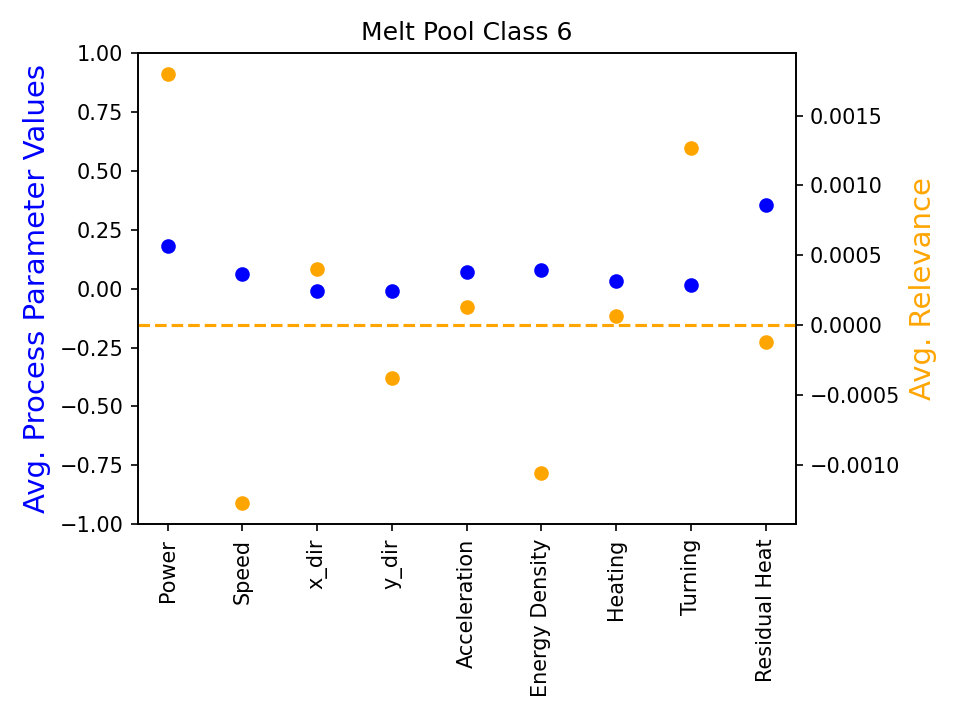 Melt Pool Class 6
Avg. Process Parameter Values
1.00
0.75
0.50
0.25
0.00
−0.25
−0.50
−0.75
−1.00
0.0015
0.0010
0.0005
0.0000
−0.0005
−0.0010
Avg. Relevance
Power
Speed
x_dir
y_dir
Acceleration
Energy Density
Heating
Turning
Residual Heat